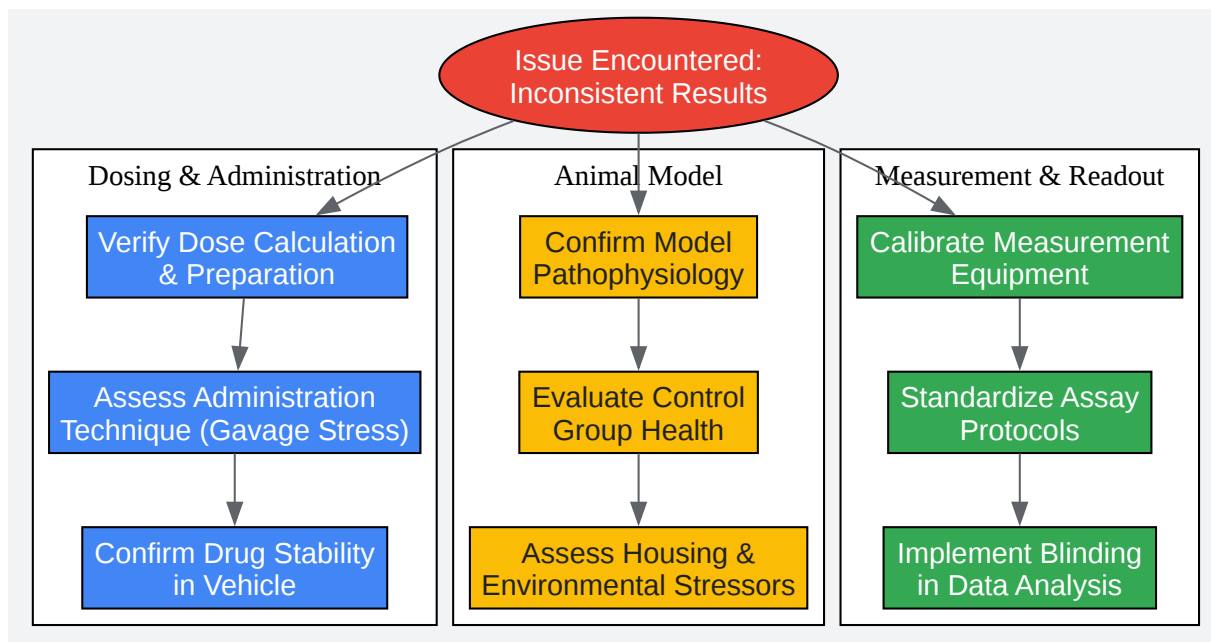 Issue Encountered:
Inconsistent Results
Dosing & Administration
Verify Dose Calculation
& Preparation
Assess Administration
Technique (Gavage Stress)
Confirm Drug Stability
in Vehicle
Animal Model
Confirm Model
Pathophysiology
Evaluate Control
Group Health
Assess Housing &
Environmental Stressors
Measurement & Readout
Calibrate Measurement
Equipment
Standardize Assay
Protocols
Implement Blinding
in Data Analysis